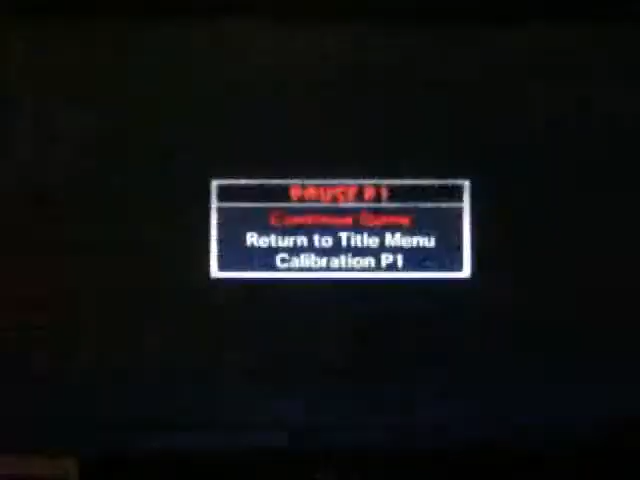 PAUSE P1
Continue Game
Return to Title Menu
Calibration P1